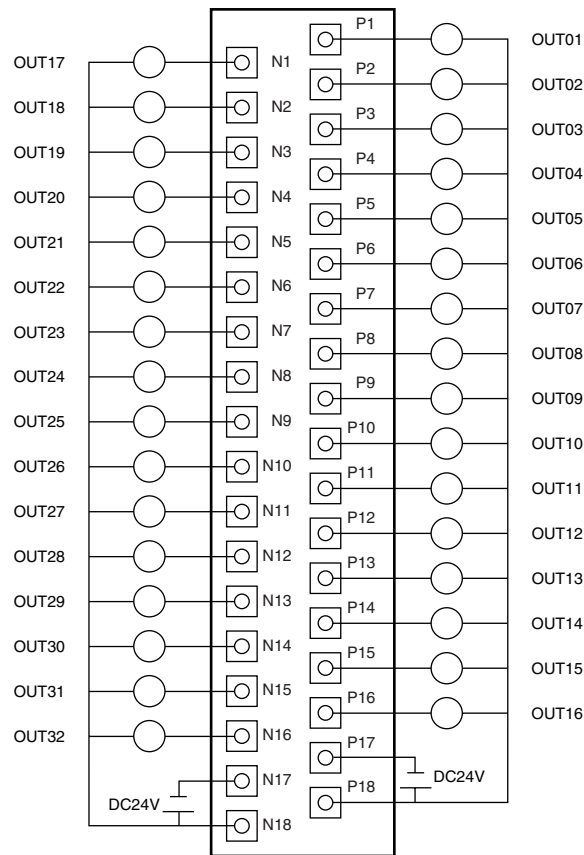 P1 OUT01
OUT17 N1
P2 OUT02
OUT18 N2
P3 OUT03
OUT19 N3
P4 OUT04
OUT20 N4
P5 OUT05
OUT21 N5
P6 OUT06
OUT22 N6
P7 OUT07
OUT23 N7
P8 OUT08
OUT24 N8
P9 OUT09
OUT25 N9
P10 OUT10
OUT26 N10
P11 OUT11
OUT27 N11
P12 OUT12
OUT28 N12
P13 OUT13
OUT29 N13
P14 OUT14
OUT30 N14
P15 OUT15
OUT31 N15
P16 OUT16
OUT32 N16
P17
N17 DC24V
DC24V P18
N18